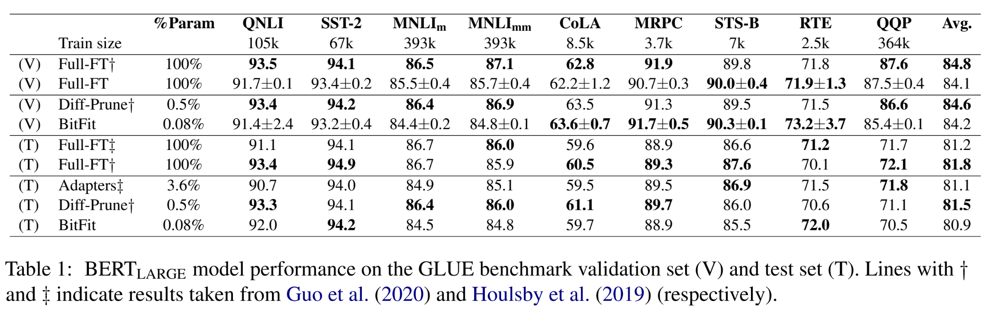 %Param QNLI SST-2 MNLIm MNLImm CoLA MRPC STS-B RTE QQP Avg.
Train size 105k 67k 393k 393k 8.5k 3.7k 7k 2.5k 364k
(V) Full-FT† 100% 93.5 94.1 86.5 87.1 62.8 91.9 89.8 71.8 87.6 84.8
(V) Full-FT 100% 91.7±0.1 93.4±0.2 85.5±0.4 85.7±0.4 62.2±1.2 90.7±0.3 90.0±0.4 71.9±1.3 87.5±0.4 84.1
(V) Diff-Prune† 0.5% 93.4 94.2 86.4 86.9 63.5 91.3 89.5 71.5 86.6 84.6
(V) BitFit 0.08% 91.4±2.4 93.2±0.4 84.4±0.2 84.8±0.1 63.6±0.7 91.7±0.5 90.3±0.1 73.2±3.7 85.4±0.1 84.2
(T) Full-FT‡ 100% 91.1 94.1 86.7 86.0 59.6 88.9 86.6 71.2 71.7 81.2
(T) Full-FT† 100% 93.4 94.9 86.7 85.9 60.5 89.3 87.6 70.1 72.1 81.8
(T) Adapters‡ 3.6% 90.7 94.0 84.9 85.1 59.5 89.5 86.9 71.5 71.8 81.1
(T) Diff-Prune† 0.5% 93.3 94.1 86.4 86.0 61.1 89.7 86.0 70.6 71.1 81.5
(T) BitFit 0.08% 92.0 94.2 84.5 84.8 59.7 88.9 85.5 72.0 70.5 80.9
Table 1: BERTLARGE model performance on the GLUE benchmark validation set (V) and test set (T). Lines with †
and ‡ indicate results taken from Guo et al. (2020) and Houlsby et al. (2019) (respectively).